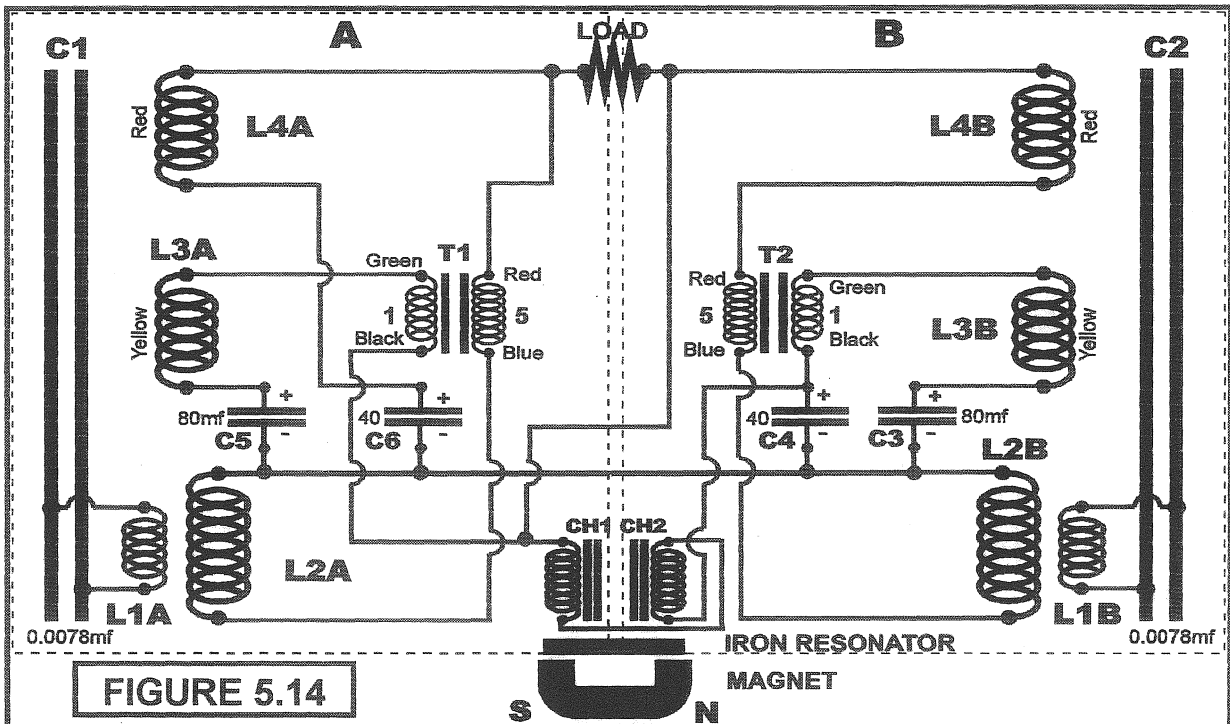 C1
A
LOAD
B
C2
Red
L4A
L4B
Red
L3A
Green
T1
Red
Red
T2
Green
Yellow
1
5
5
1
L3B
Yellow
Black
Blue
Blue
Black
80mf
+
-
C5
40
+
-
C6
40
+
-
C4
+
-
80mf
C3
L2B
L2A
CH1
CH2
L1A
L1B
0.0078mf
0.0078mf
IRON RESONATOR
MAGNET
S
N
FIGURE 5.14